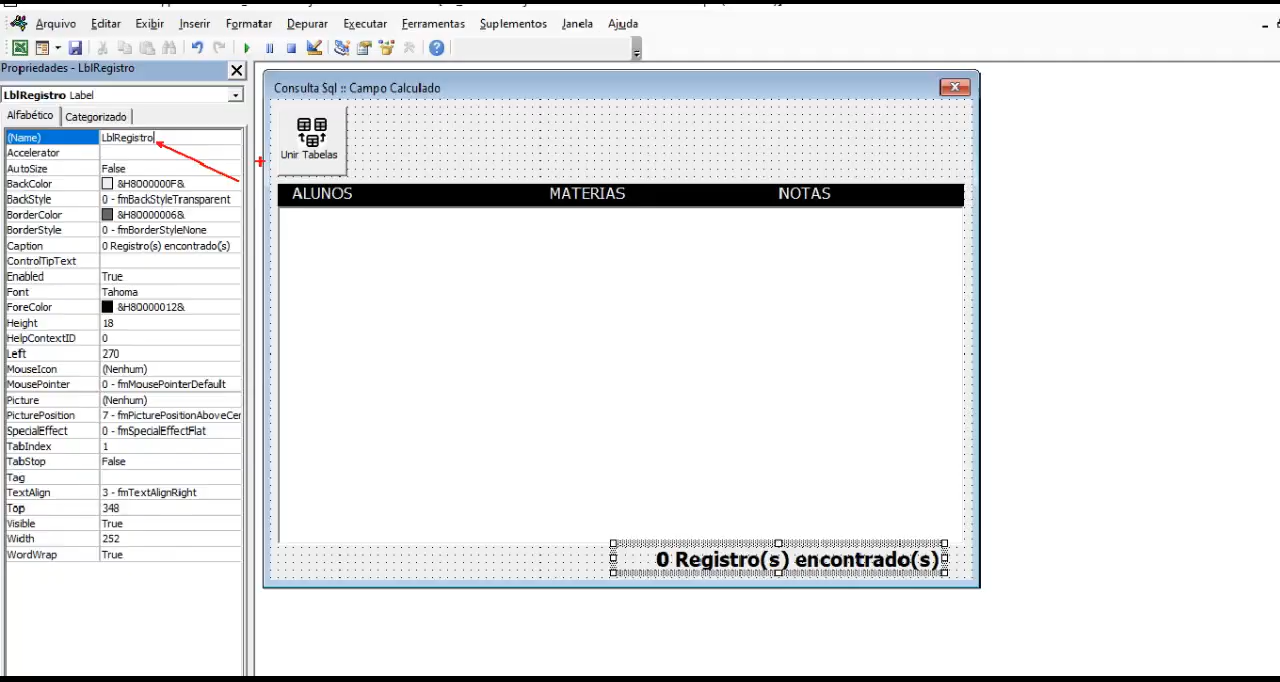 Arquivo Editar Exibir Inserir Formatar Depurar Executar Ferramentas Suplementos Janela Ajuda
Propriedades - LblRegistro
LblRegistro Label
Alfabético Categorizado
(Name) LblRegistro
Accelerator
AutoSize False
BackColor &H8000000F&
BackStyle 0 - fmBackStyleTransparent
BorderColor &H80000006&
BorderStyle 0 - fmBorderStyleNone
Caption 0 Registro(s) encontrado(s)
ControlTipText
Enabled True
Font Tahoma
ForeColor &H80000012&
Height 18
HelpContextID 0
Left 270
MouseIcon (Nenhum)
MousePointer 0 - fmMousePointerDefault
Picture (Nenhum)
PicturePosition 7 - fmPicturePositionAboveCer
SpecialEffect 0 - fmSpecialEffectFlat
TabIndex 1
TabStop False
Tag
TextAlign 3 - fmTextAlignRight
Top 348
Visible True
Width 252
WordWrap True
Consulta Sql :: Campo Calculado
Unir Tabelas
ALUNOS MATERIAS NOTAS
0 Registro(s) encontrado(s)